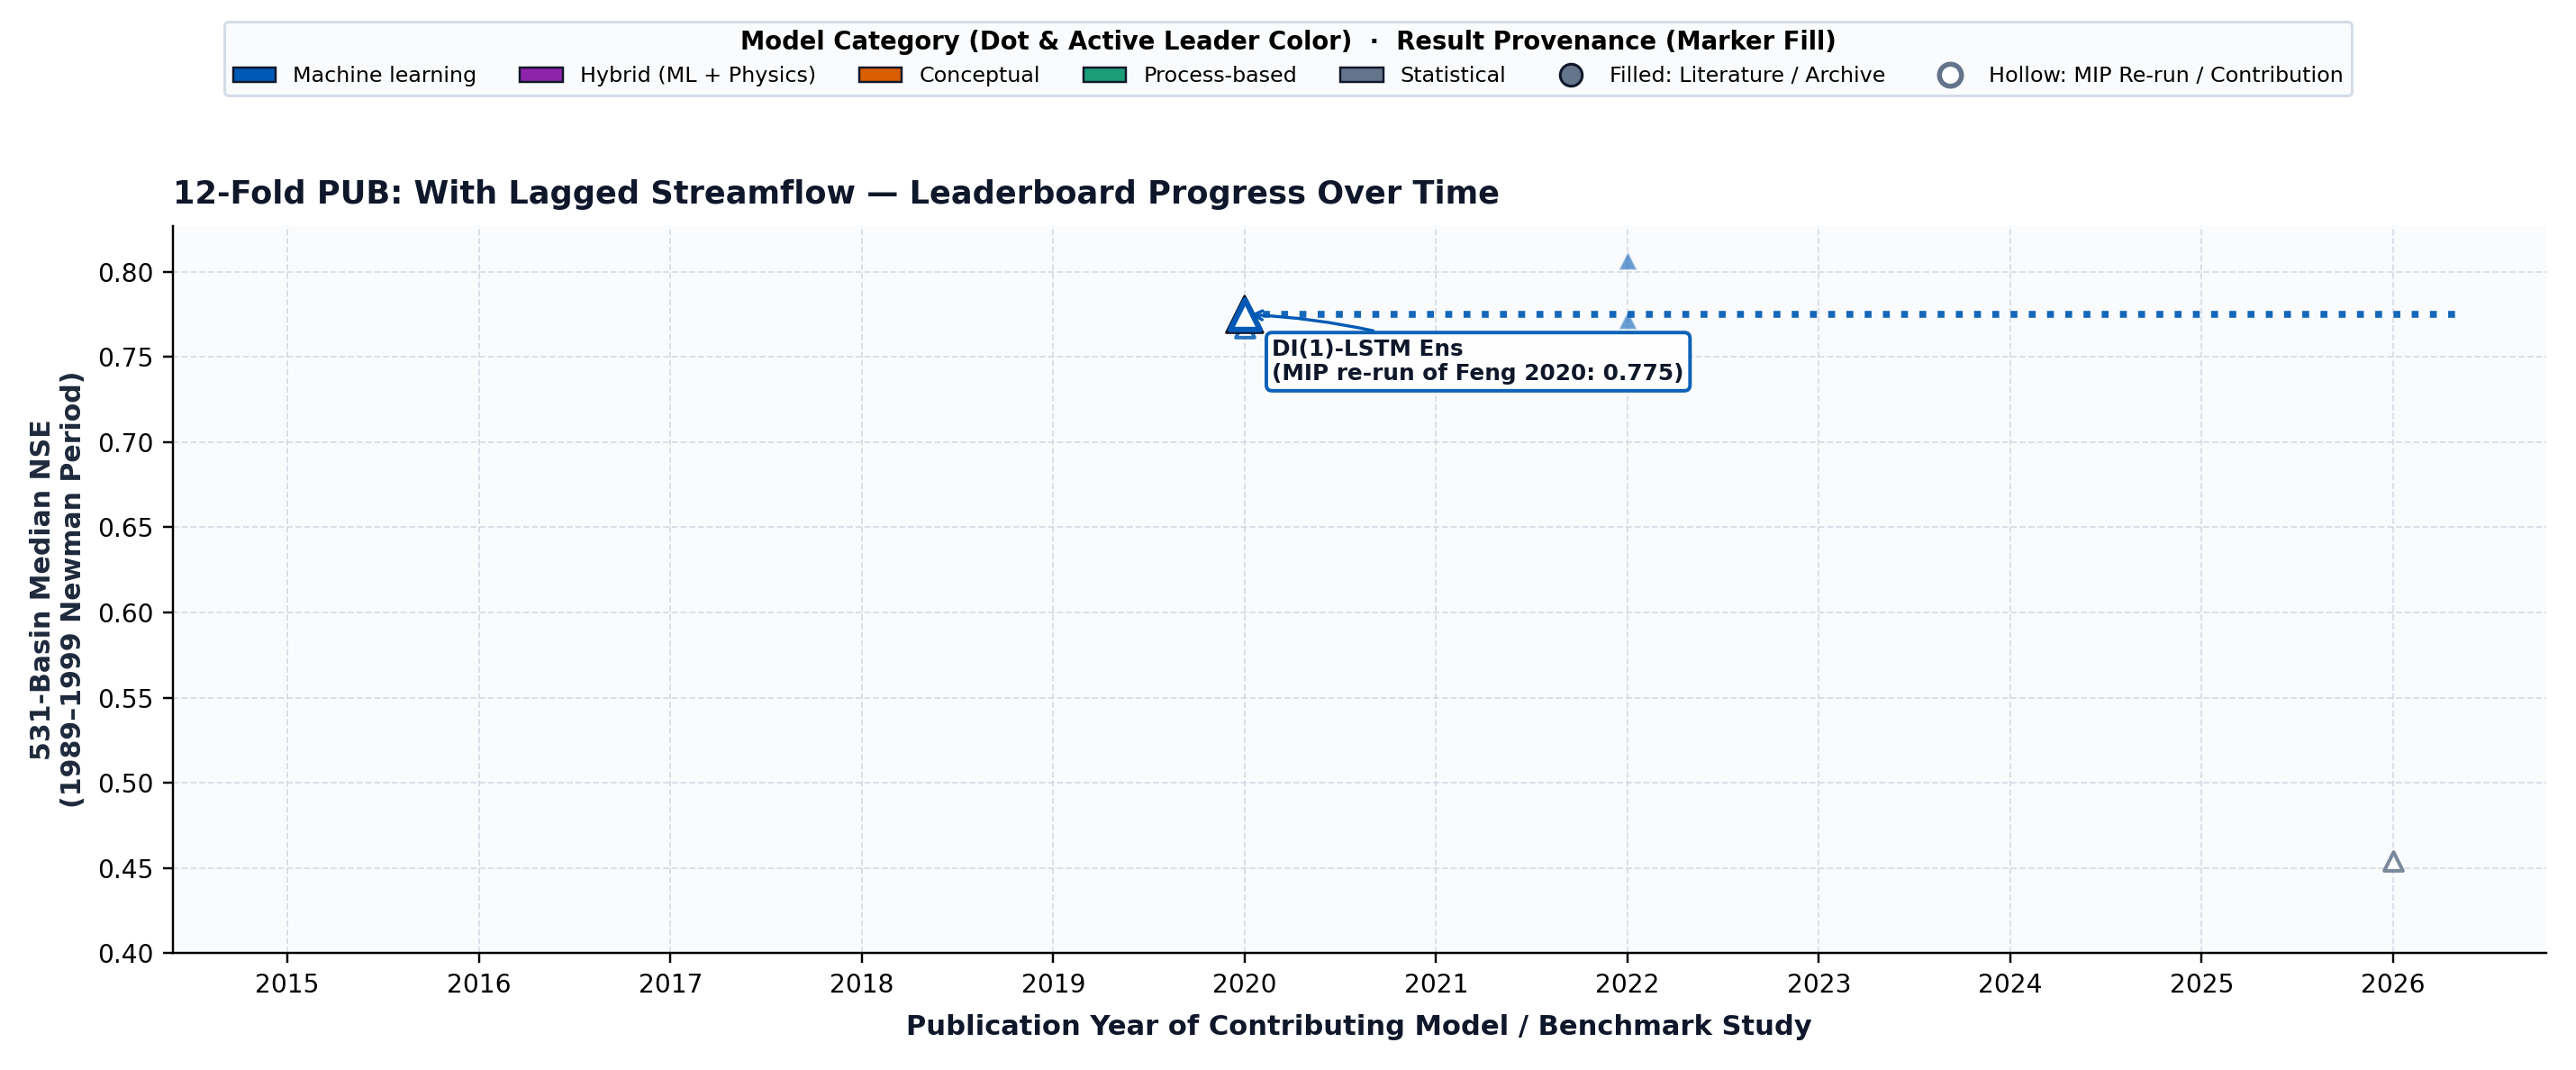 Model Category (Dot & Active Leader Color)  ·  Result Provenance (Marker Fill)
Machine learning
Hybrid (ML + Physics)
Conceptual
Process-based
Statistical
Filled: Literature / Archive
Hollow: MIP Re-run / Contribution
12-Fold PUB: With Lagged Streamflow — Leaderboard Progress Over Time
531-Basin Median NSE
(1989–1999 Newman Period)
0.80
0.75
0.70
0.65
0.60
0.55
0.50
0.45
0.40
DI(1)-LSTM Ens
(MIP re-run of Feng 2020: 0.775)
2015
2016
2017
2018
2019
2020
2021
2022
2023
2024
2025
2026
Publication Year of Contributing Model / Benchmark Study